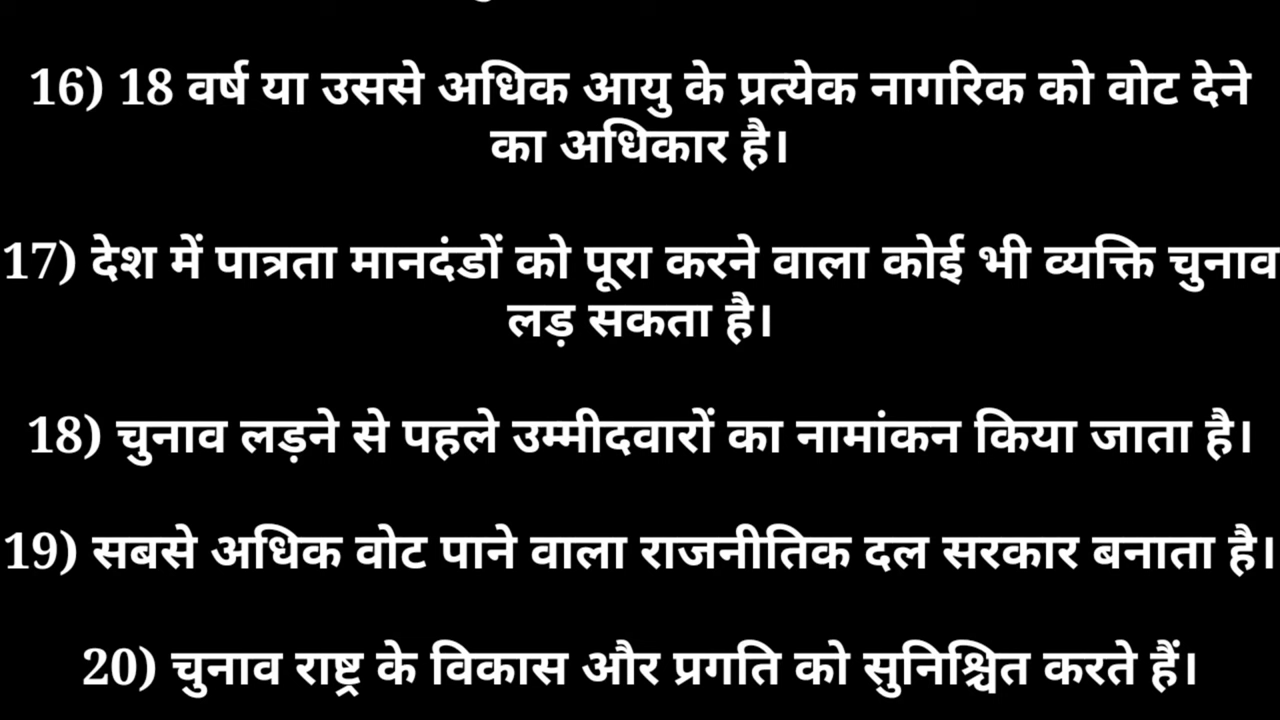 16) 18 वर्ष या उससे अधिक आयु के प्रत्येक नागरिक को वोट देने
का अधिकार है।
17) देश में पात्रता मानदंडों को पूरा करने वाला कोई भी व्यक्ति चुनाव
लड़ सकता है।
18) चुनाव लड़ने से पहले उम्मीदवारों का नामांकन किया जाता है।
19) सबसे अधिक वोट पाने वाला राजनीतिक दल सरकार बनाता है।
20) चुनाव राष्ट्र के विकास और प्रगति को सुनिश्चित करते हैं।